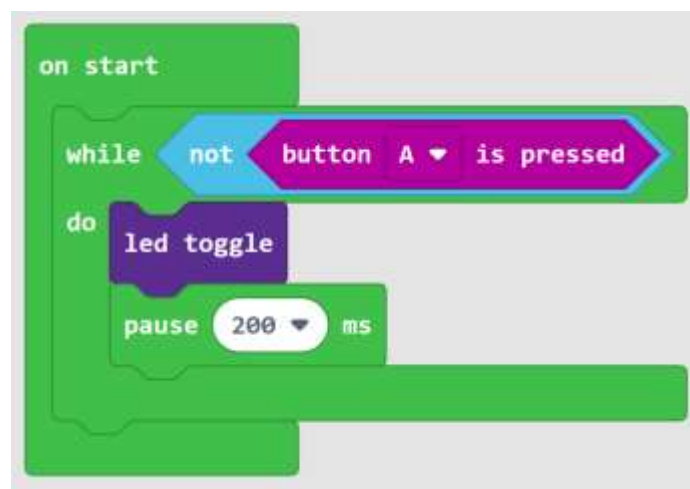 on start
while not button A is pressed
do
led toggle
pause 200 ms